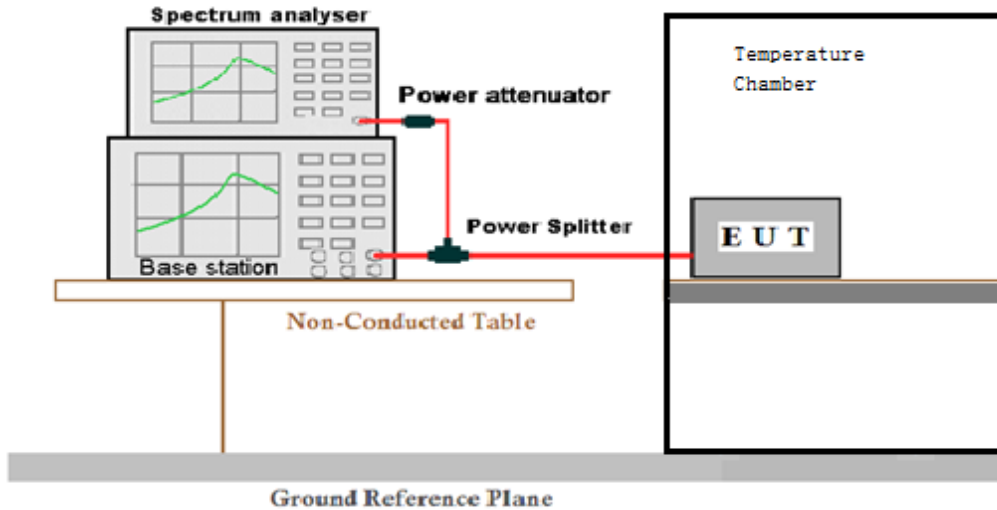 Spectrum analyser
Temperature
Chamber
Power attenuator
Power Splitter
E U T
Base station
Non-Conducted Table
Ground Reference Plane